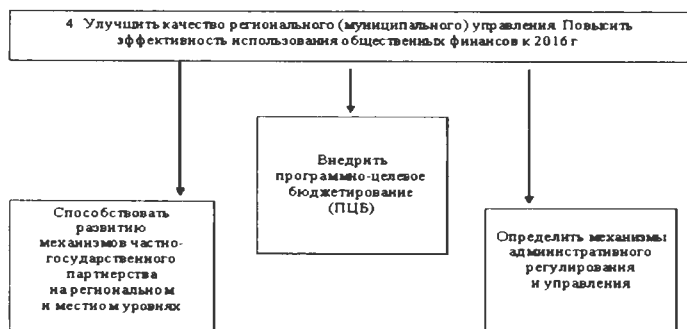 4 Улучшить качество регионального (муниципального) управления. Повысить
эффективность использования общественных финансов к 2016 г
Внедрить
программно-целевое
бюджетирование
(ПЦБ)
Способствовать
развитию
механизмов частно-
государственного
партнерства
на региональном
и местном уровнях
Определить механизмы
административного
регулирования
и управления